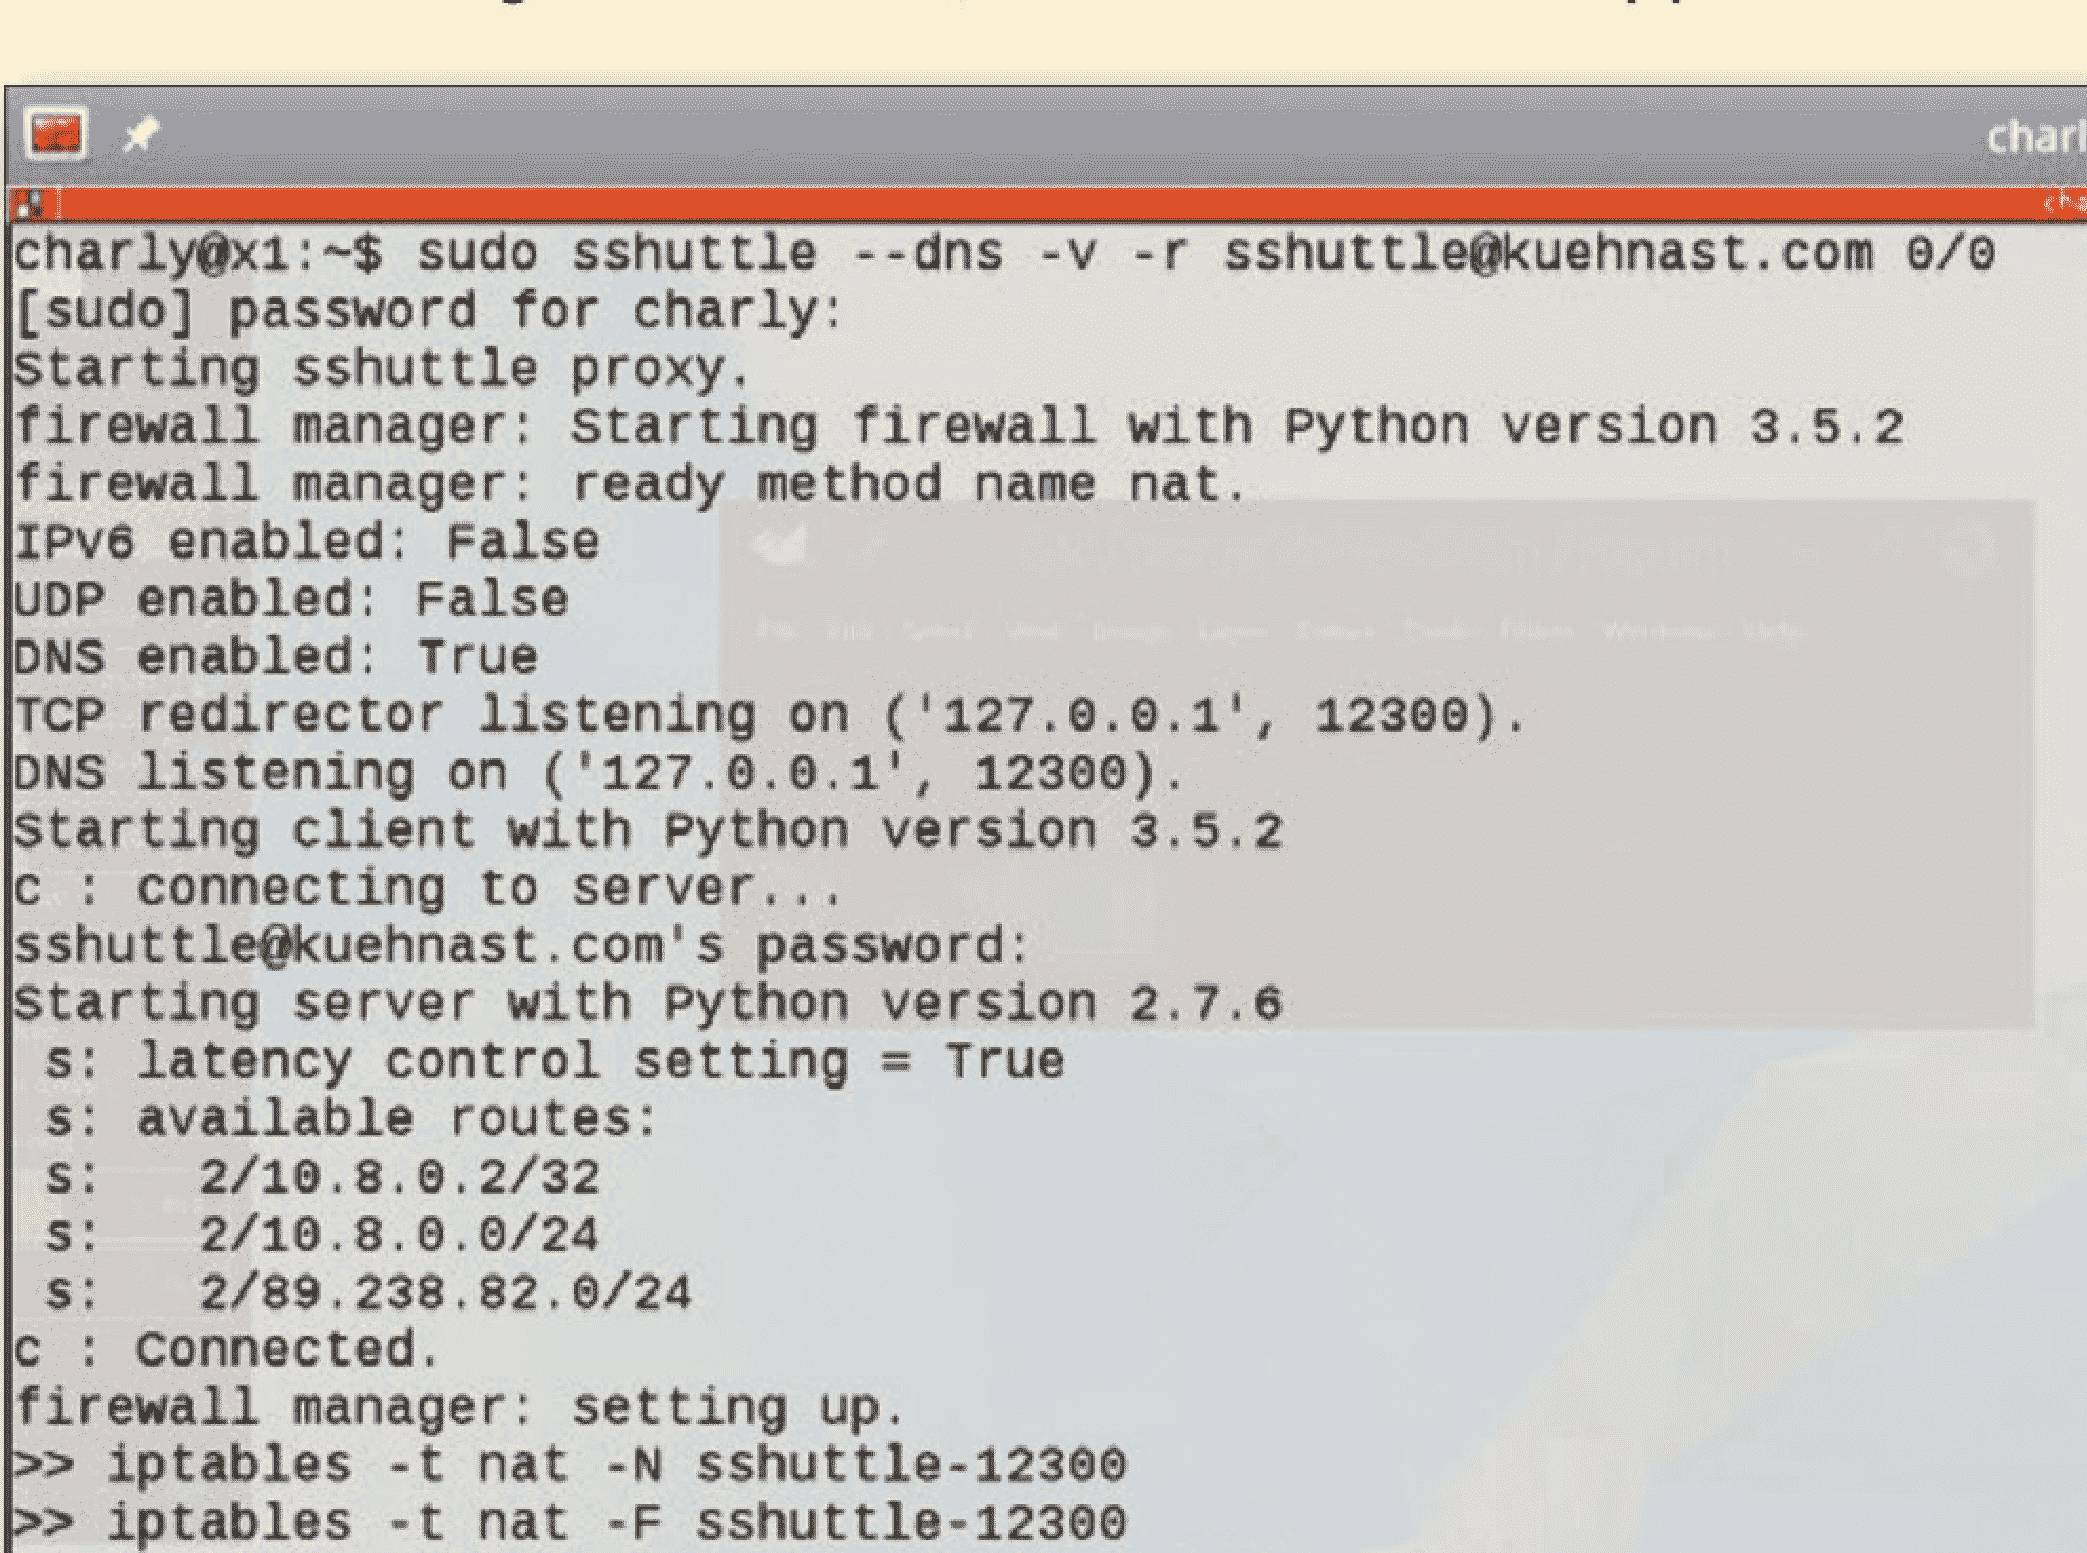 charl
charly@x1:~$ sudo sshuttle --dns -v -r sshuttle@kuehnast.com 0/0
[sudo] password for charly:
Starting sshuttle proxy.
firewall manager: Starting firewall with Python version 3.5.2
firewall manager: ready method name nat.
IPv6 enabled: False
UDP enabled: False
DNS enabled: True
TCP redirector listening on ('127.0.0.1', 12300).
DNS listening on ('127.0.0.1', 12300).
Starting client with Python version 3.5.2
c : connecting to server...
sshuttle@kuehnast.com's password:
Starting server with Python version 2.7.6
 s: latency control setting = True
 s: available routes:
 s:   2/10.8.0.2/32
 s:   2/10.8.0.0/24
 s:   2/89.238.82.0/24
c : Connected.
firewall manager: setting up.
>> iptables -t nat -N sshuttle-12300
>> iptables -t nat -F sshuttle-12300